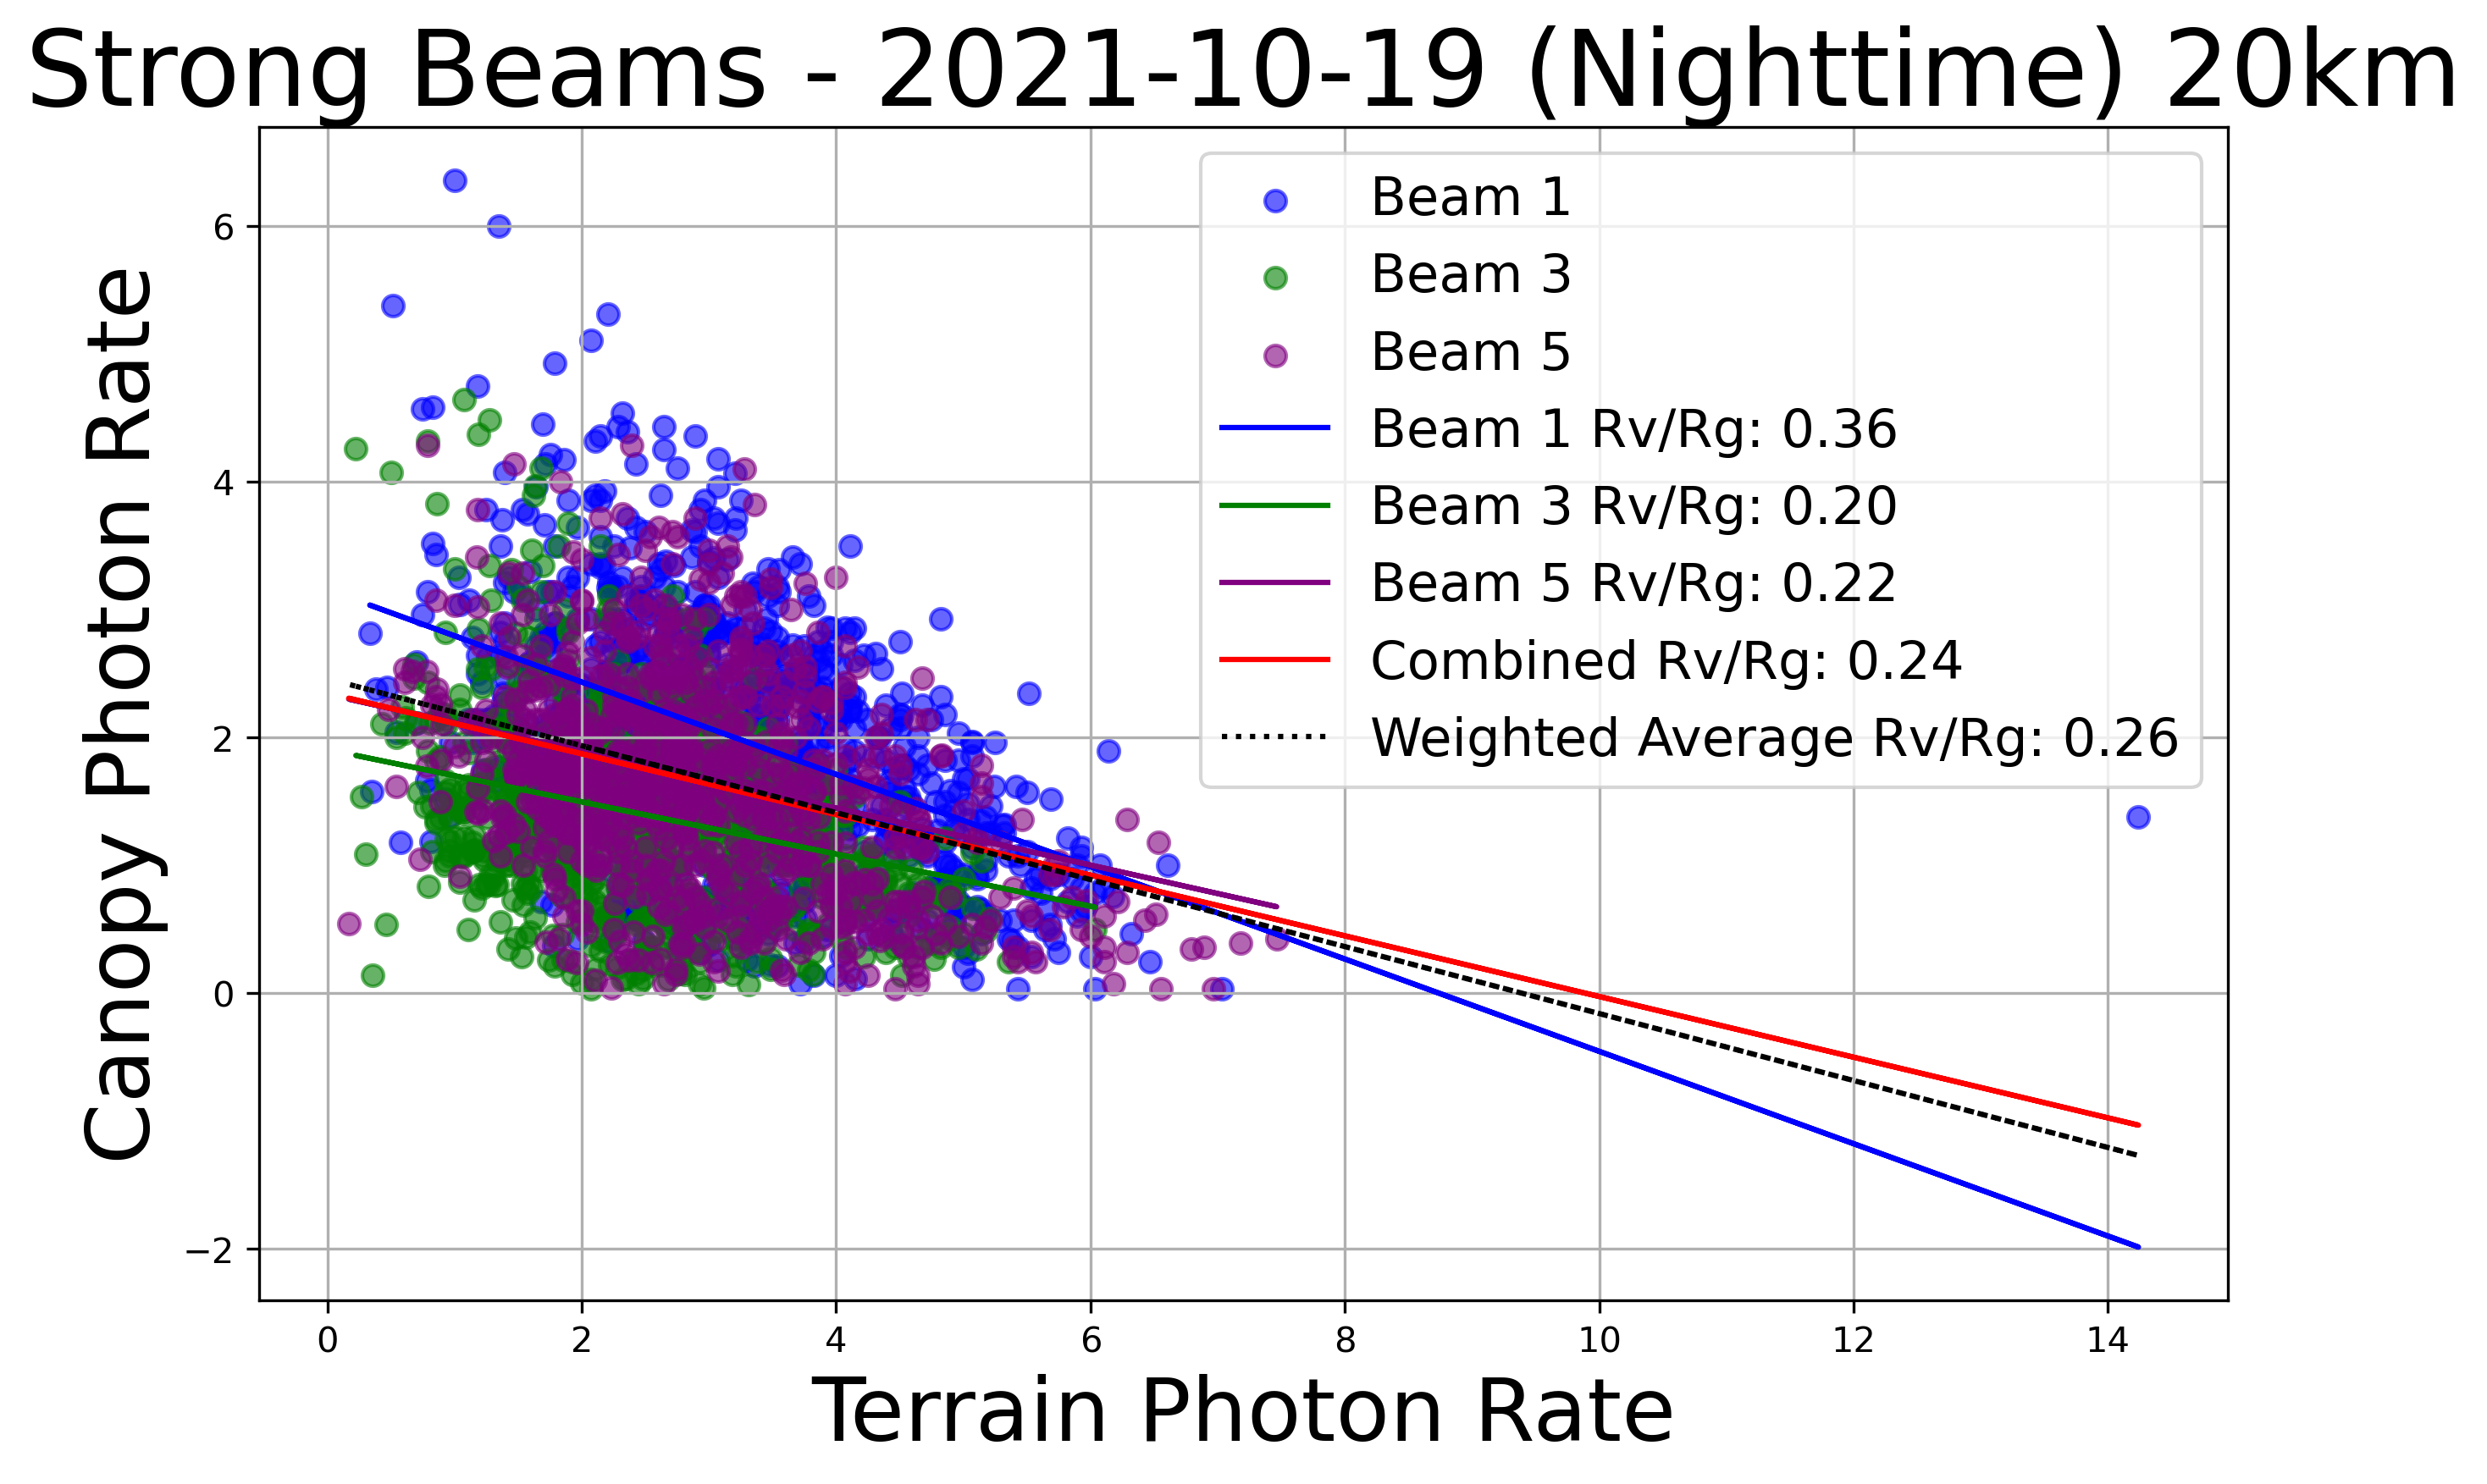 Strong Beams - 2021-10-19 (Nighttime) 20km
Canopy Photon Rate
6
4
2
0
−2
Beam 1
Beam 3
Beam 5
Beam 1 Rv/Rg: 0.36
Beam 3 Rv/Rg: 0.20
Beam 5 Rv/Rg: 0.22
Combined Rv/Rg: 0.24
Weighted Average Rv/Rg: 0.26
0 2 4 6 8 10 12 14
Terrain Photon Rate